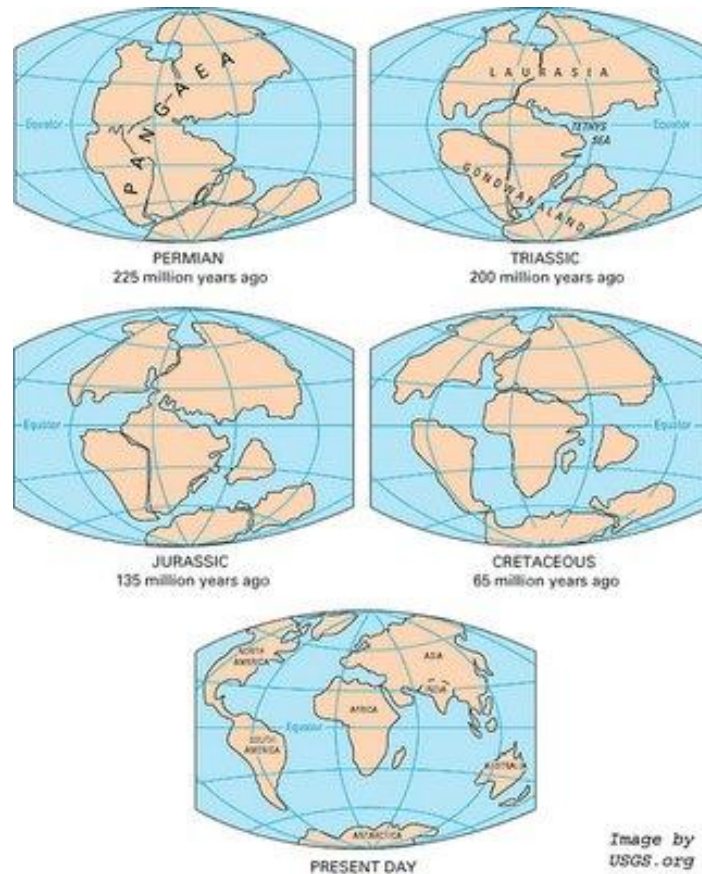 PANGAEA
Equator
PERMIAN
225 million years ago
LAURASIA
TETHYS
SEA
Equator
GONDWANALAND
TRIASSIC
200 million years ago
Equator
JURASSIC
135 million years ago
Equator
CRETACEOUS
65 million years ago
NORTH
AMERICA
ASIA
INDIA
AFRICA
Equator
SOUTH
AMERICA
AUSTRALIA
ANTARCTICA
PRESENT DAY
Image by
USGS.org